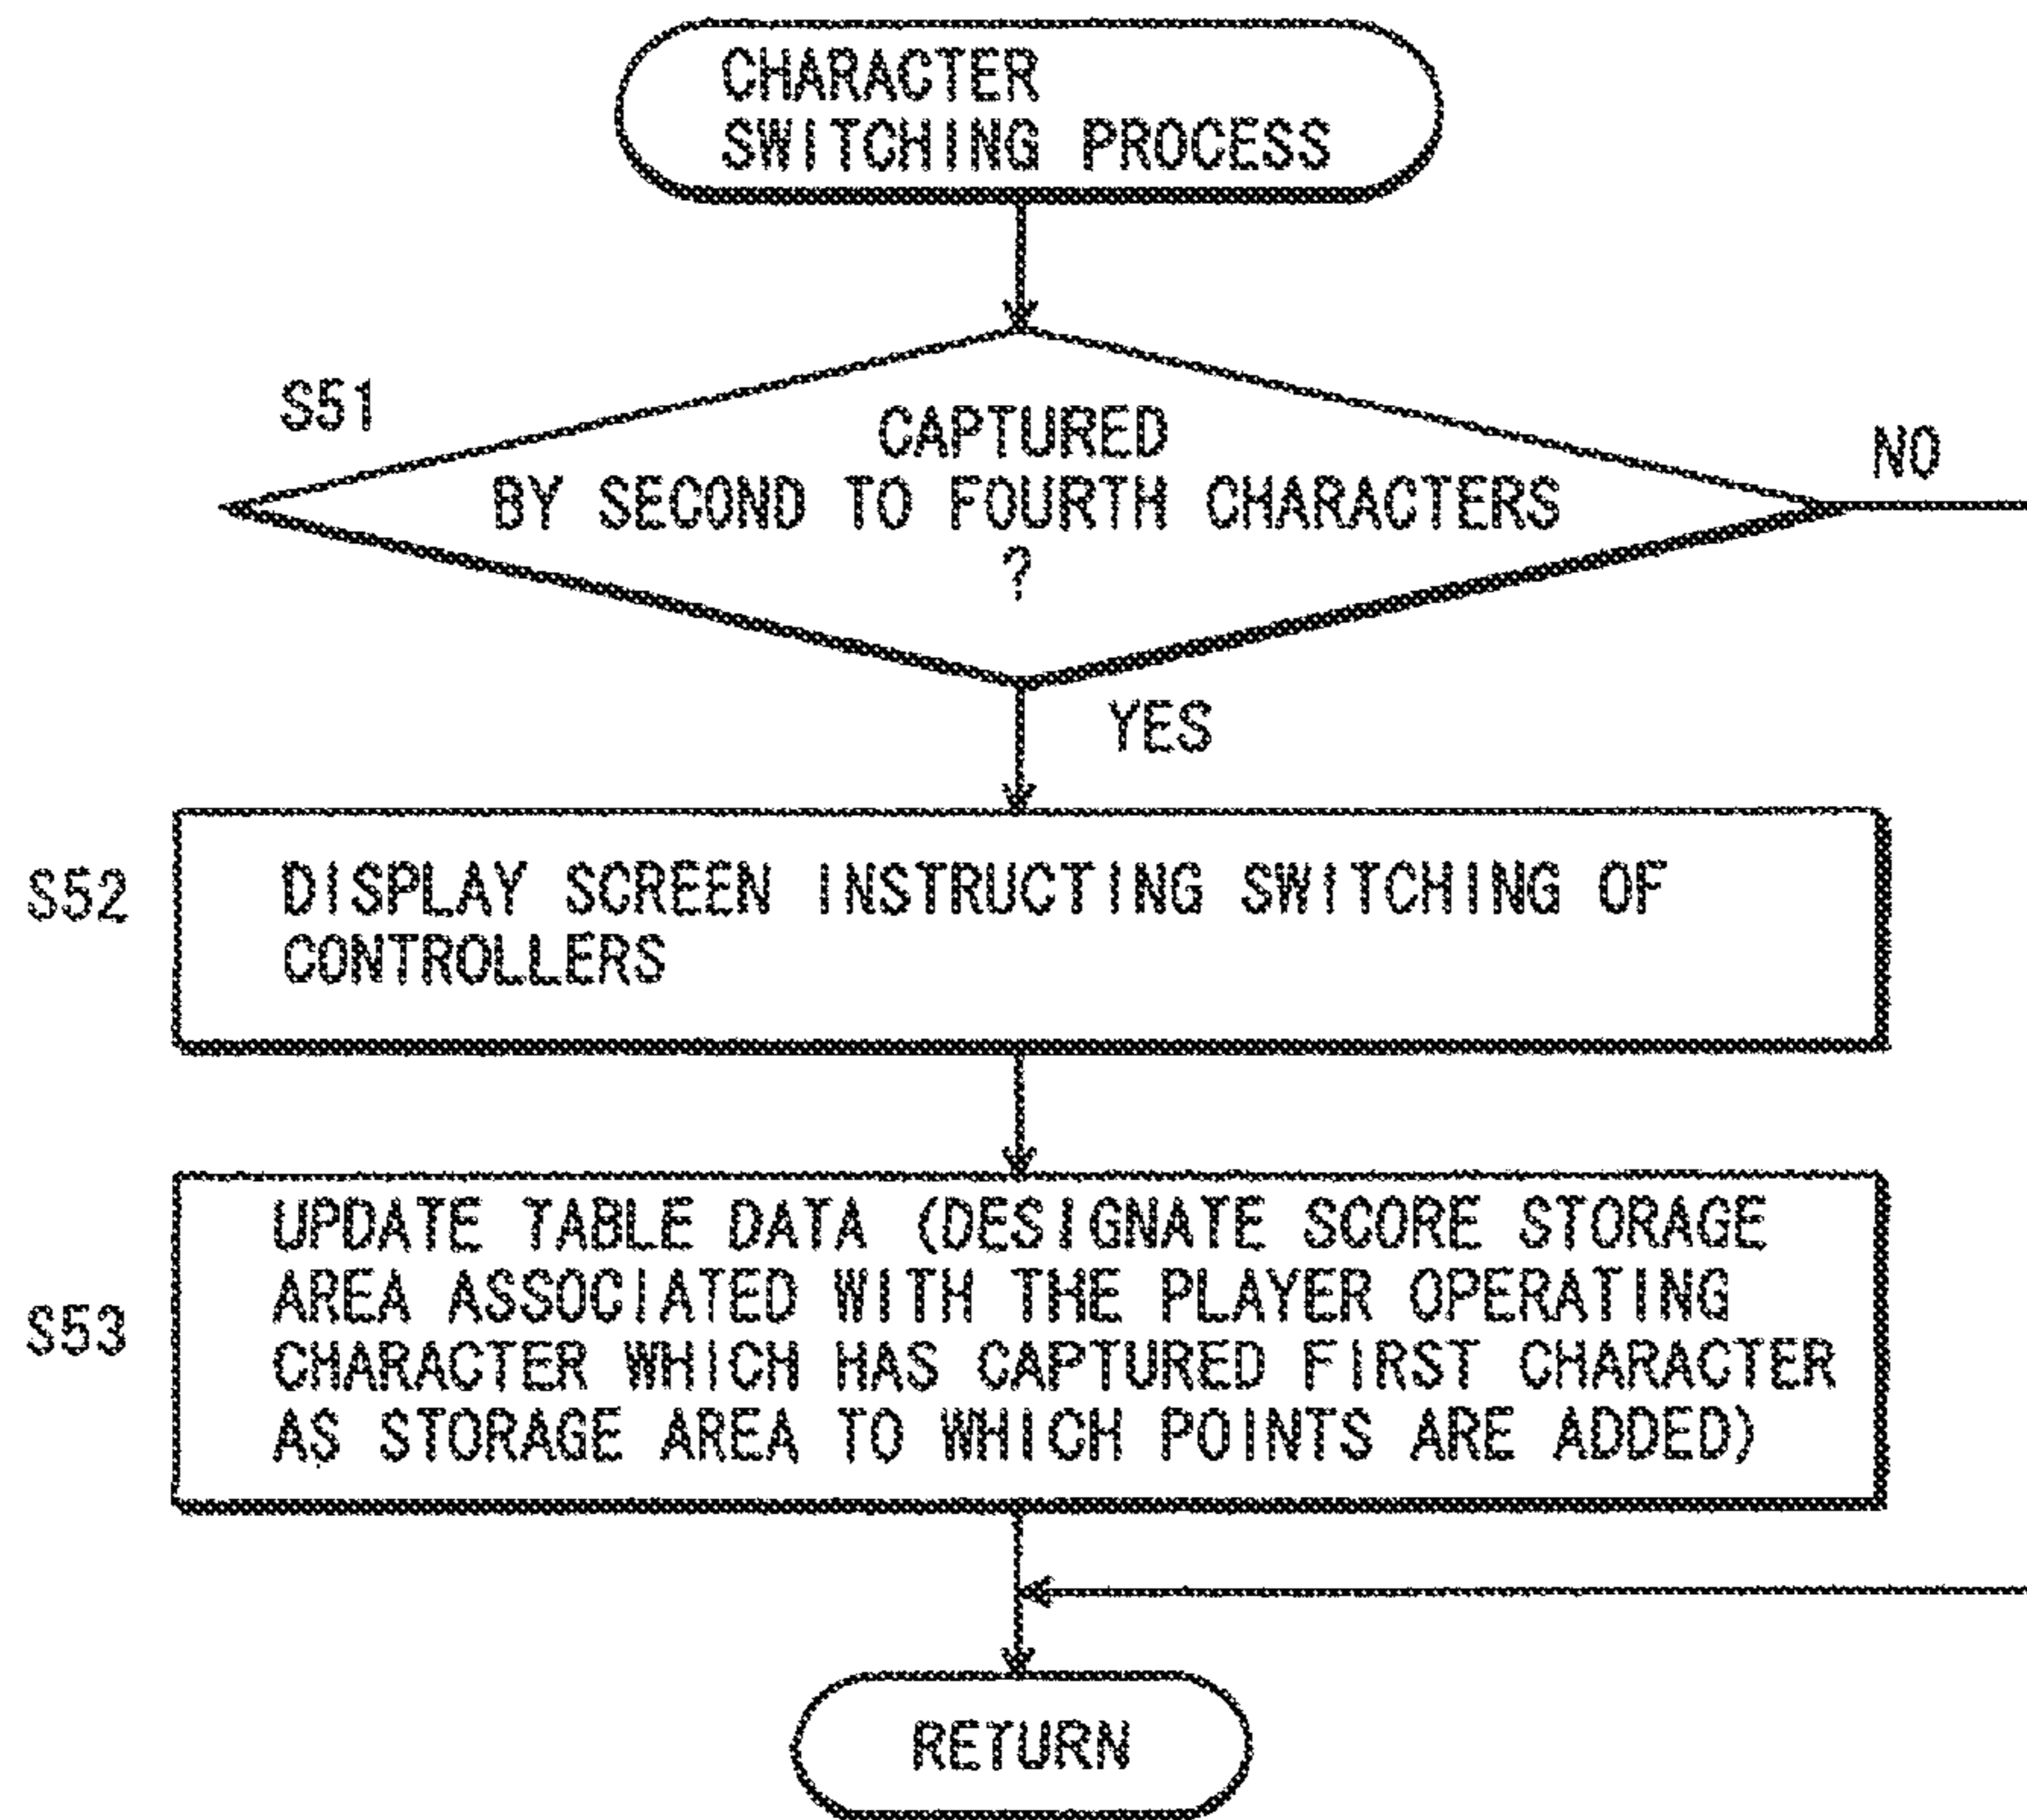 CHARACTER
SWITCHING PROCESS
S51
CAPTURED
BY SECOND TO FOURTH CHARACTERS
?
NO
YES
S52
DISPLAY SCREEN INSTRUCTING SWITCHING OF
CONTROLLERS
S53
UPDATE TABLE DATA (DESIGNATE SCORE STORAGE
AREA ASSOCIATED WITH THE PLAYER OPERATING
CHARACTER WHICH HAS CAPTURED FIRST CHARACTER
AS STORAGE AREA TO WHICH POINTS ARE ADDED)
RETURN